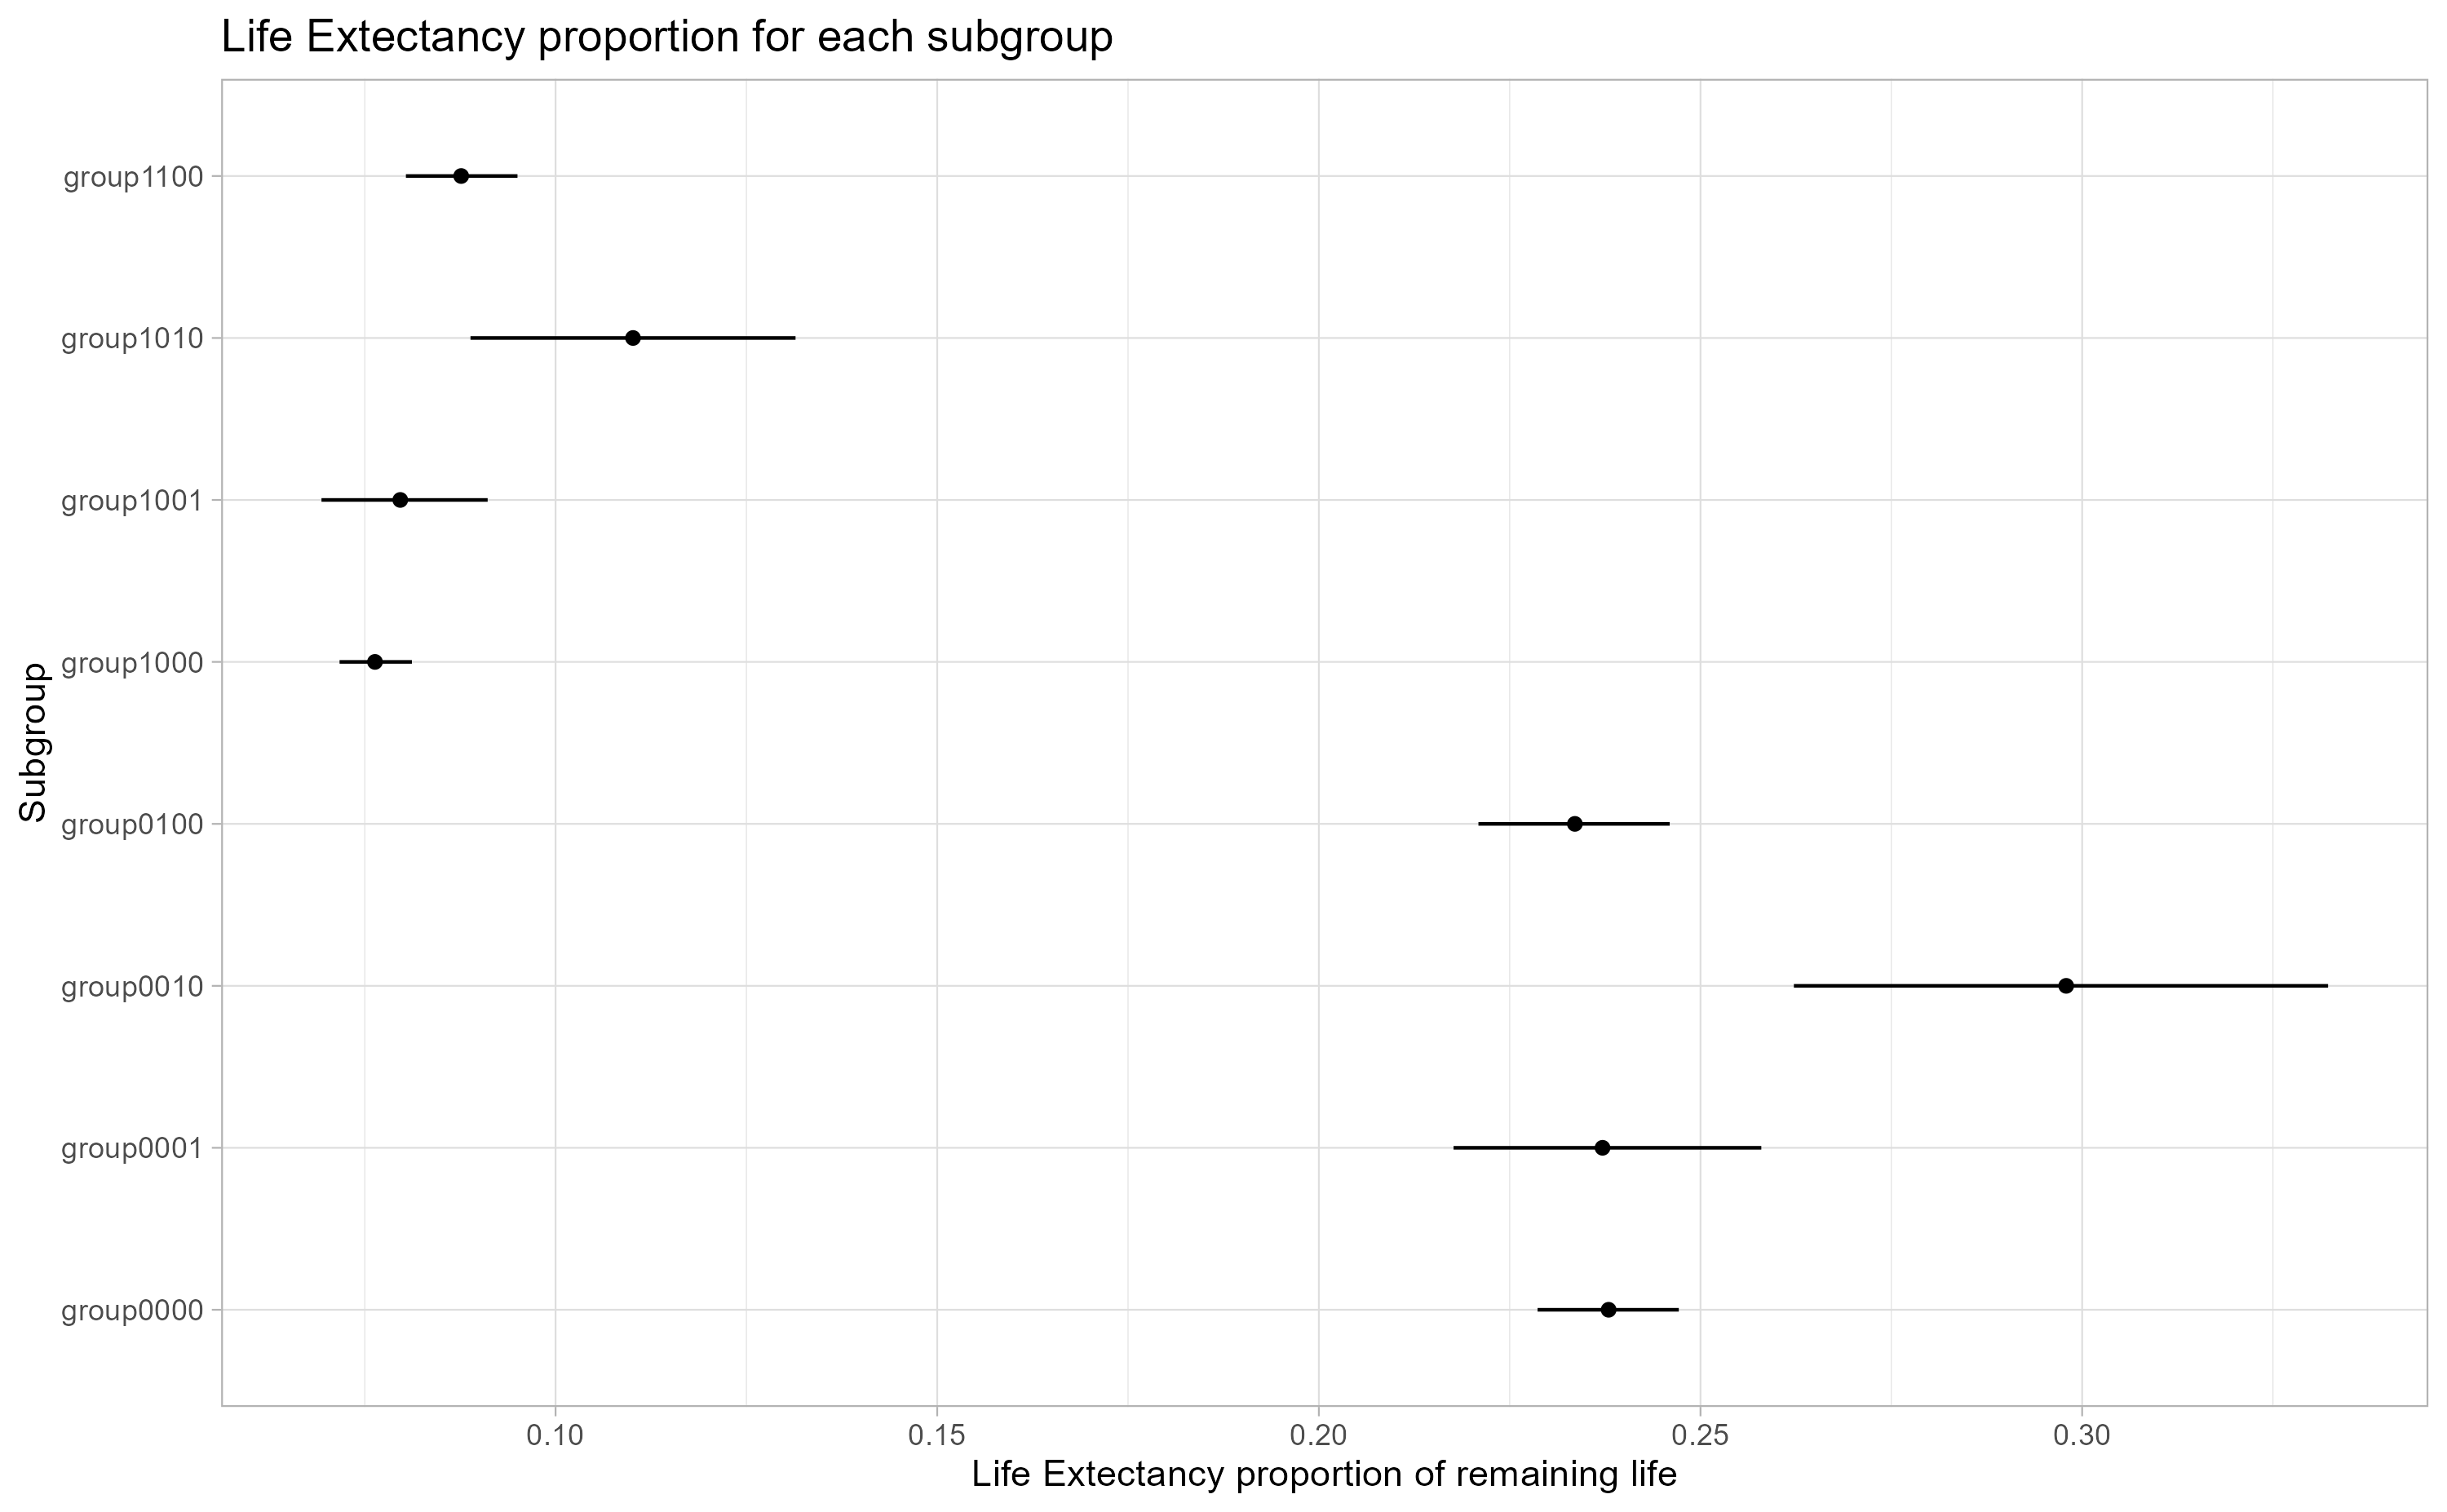 Life Extectancy proportion for each subgroup
Subgroup
group1100
group1010
group1001
group1000
group0100
group0010
group0001
group0000
0.10 0.15 0.20 0.25 0.30
Life Extectancy proportion of remaining life